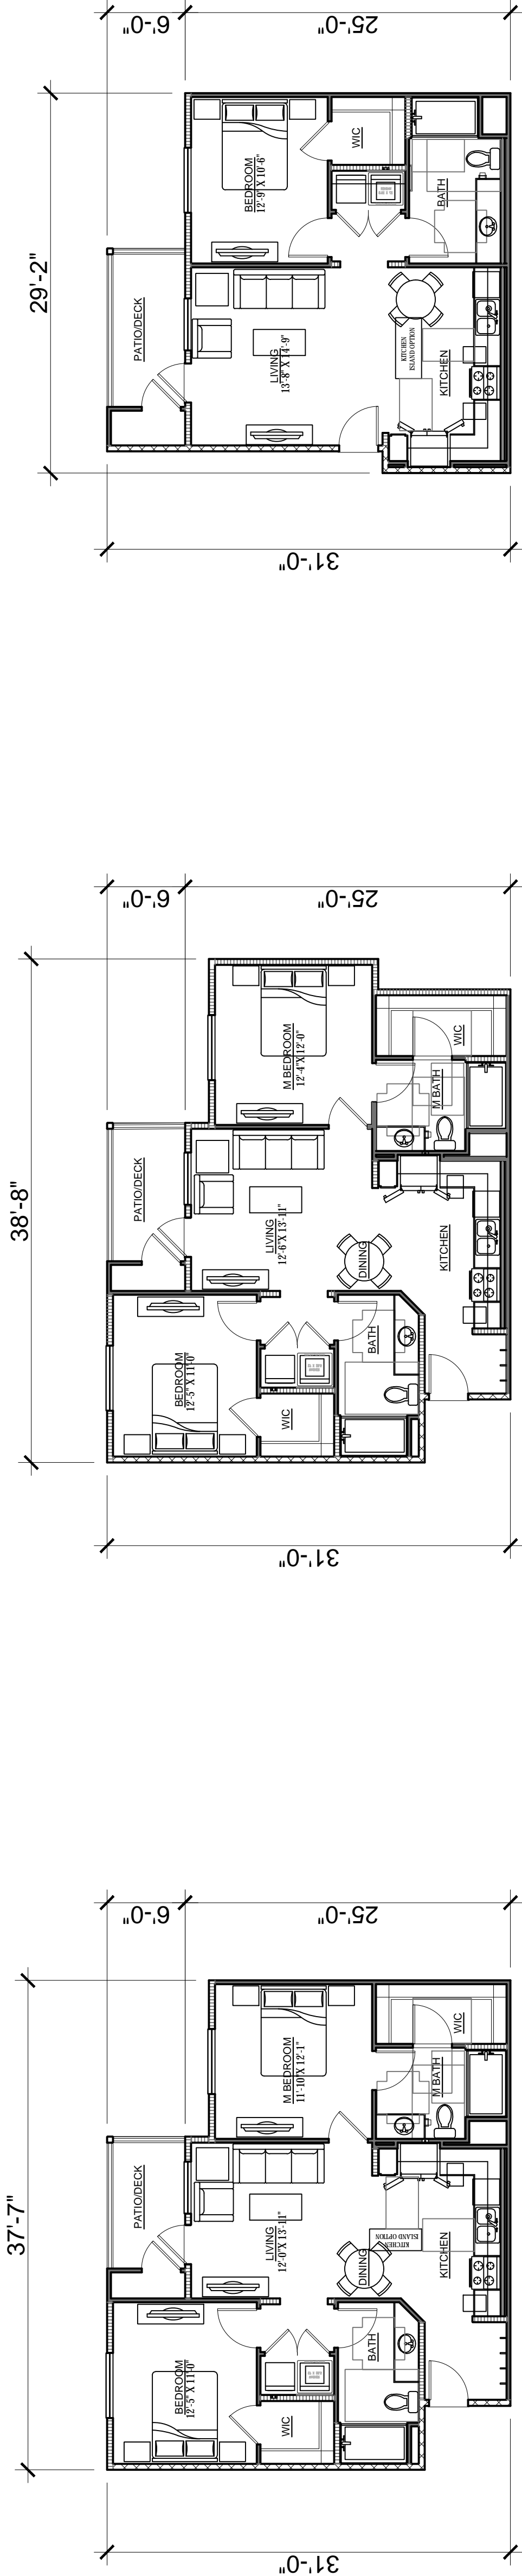 6'-0"
25'-0"
29'-2"
PATIO/DECK
BEDROOM
12'-9" X 10'-6"
WIC
BATH
LIVING
13'-8" X 14'-9"
KITCHEN
ISLAND OPTION
KITCHEN
31'-0"
6'-0"
25'-0"
38'-8"
PATIO/DECK
M BEDROOM
12'-4" X 12'-0"
WIC
M BATH
LIVING
12'-6" X 13'-11"
DINING
KITCHEN
BEDROOM
12'-5" X 11'-0"
WIC
BATH
31'-0"
6'-0"
25'-0"
37'-7"
PATIO/DECK
M BEDROOM
11'-10" X 12'-1"
WIC
M BATH
LIVING
12'-0" X 13'-11"
KITCHEN
ISLAND OPTION
DINING
KITCHEN
BEDROOM
12'-5" X 11'-0"
WIC
BATH
31'-0"